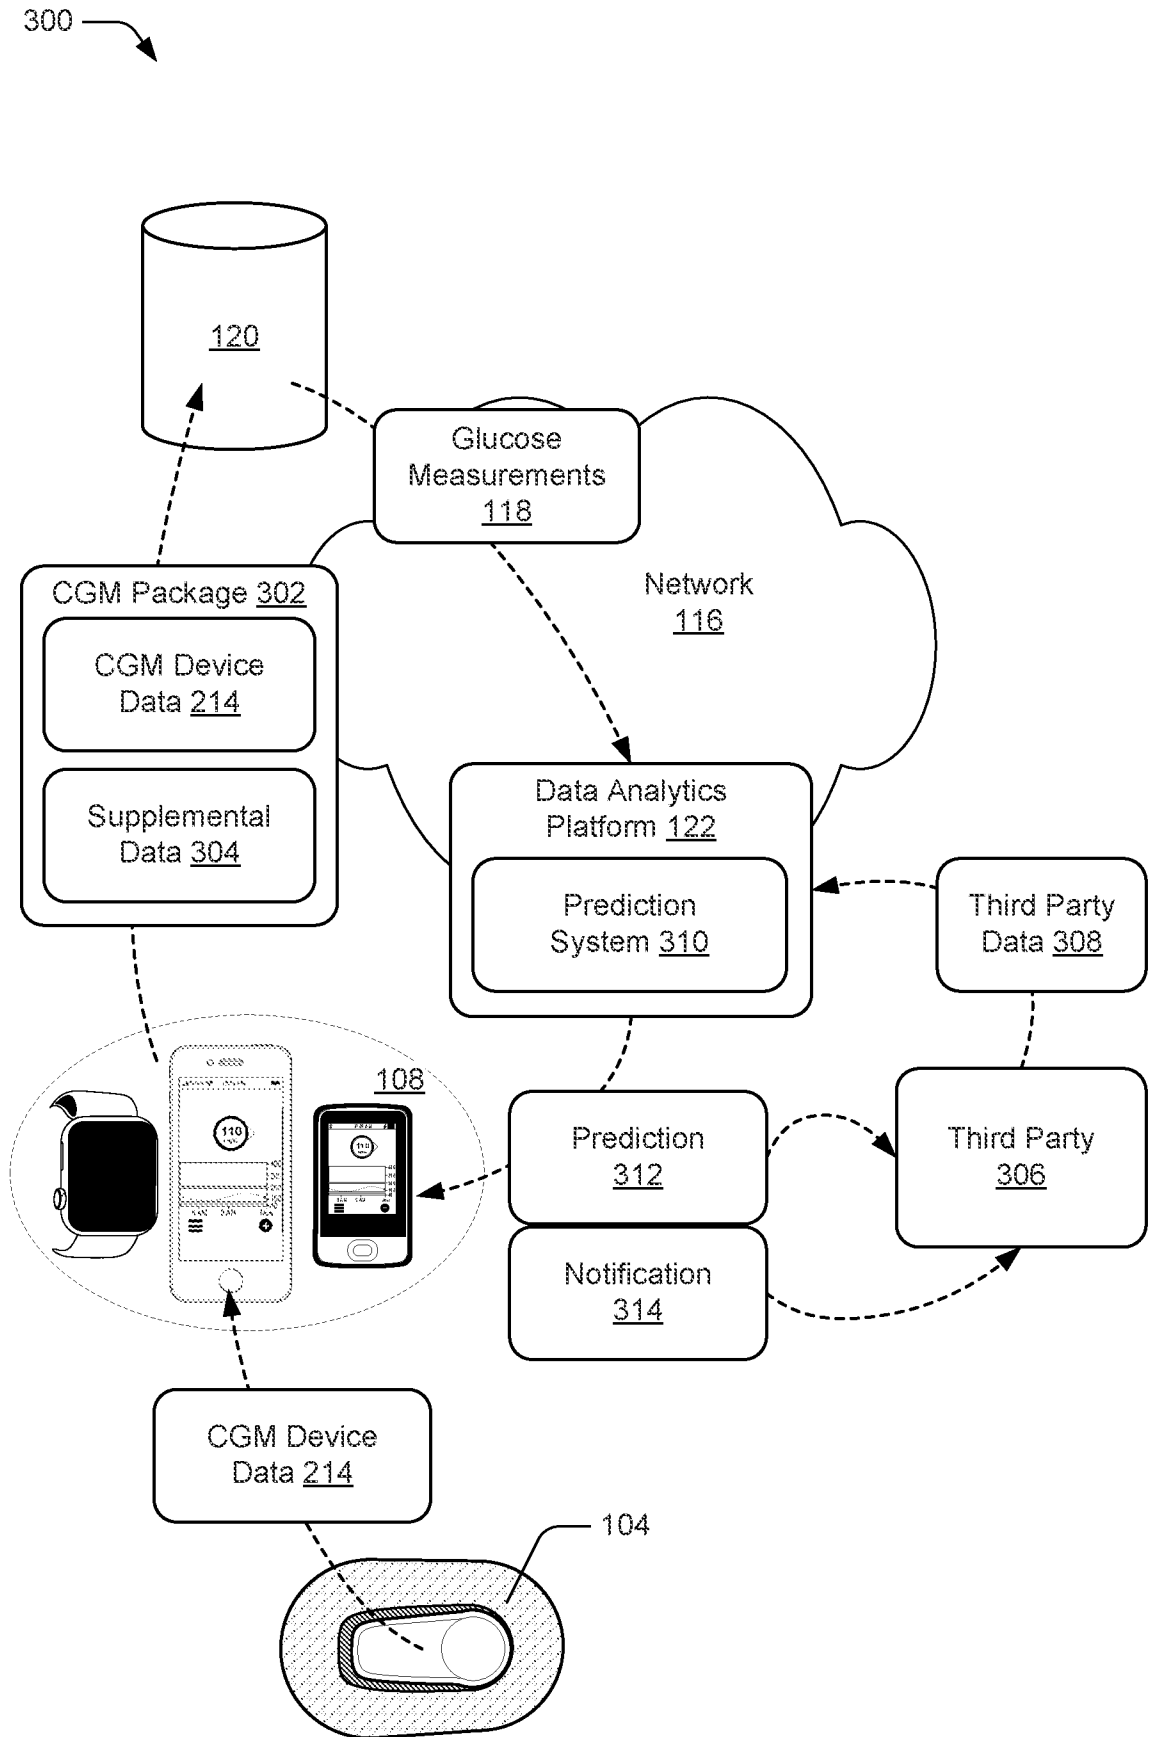 300
120
Glucose
Measurements
118
Network
116
CGM Package 302
CGM Device
Data 214
Supplemental
Data 304
Data Analytics
Platform 122
Prediction
System 310
Third Party
Data 308
108
110
110
Prediction
312
Third Party
306
Notification
314
CGM Device
Data 214
104